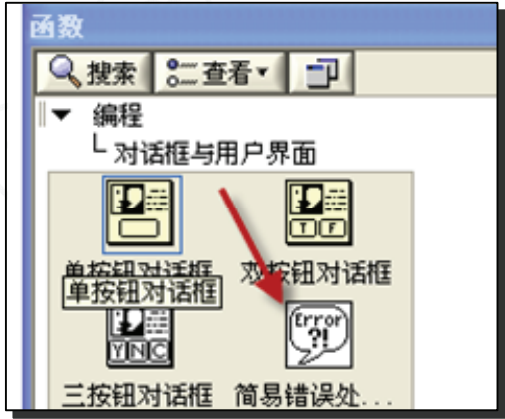 函数
搜索 查看
编程
对话框与用户界面
T F
单按钮对话框 双按钮对话框
单按钮对话框
Y N C
Error
?!
三按钮对话框 简易错误处...